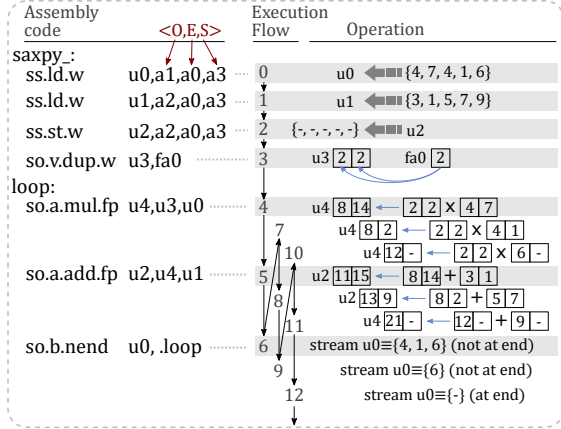 Assembly code <O,E,S> Execution Flow Operation
saxpy_:
ss.ld.w u0,a1,a0,a3 0 u0 {4, 7, 4, 1, 6}
ss.ld.w u1,a2,a0,a3 1 u1 {3, 1, 5, 7, 9}
ss.st.w u2,a2,a0,a3 2 {-, -, -, -, -} u2
so.v.dup.w u3,fa0 3 u3 2 2 fa0 2
loop:
so.a.mul.fp u4,u3,u0 4 u4 8 14 2 2 x 4 7
7 u4 8 2 2 2 x 4 1
10 u4 12 - 2 2 x 6 -
so.a.add.fp u2,u4,u1 5 u2 11 15 8 14 + 3 1
8 u2 13 9 8 2 + 5 7
11 u4 21 - 12 - + 9 -
so.b.nend u0, .loop 6 stream u0≡{4, 1, 6} (not at end)
9 stream u0≡{6} (not at end)
12 stream u0≡{-} (at end)